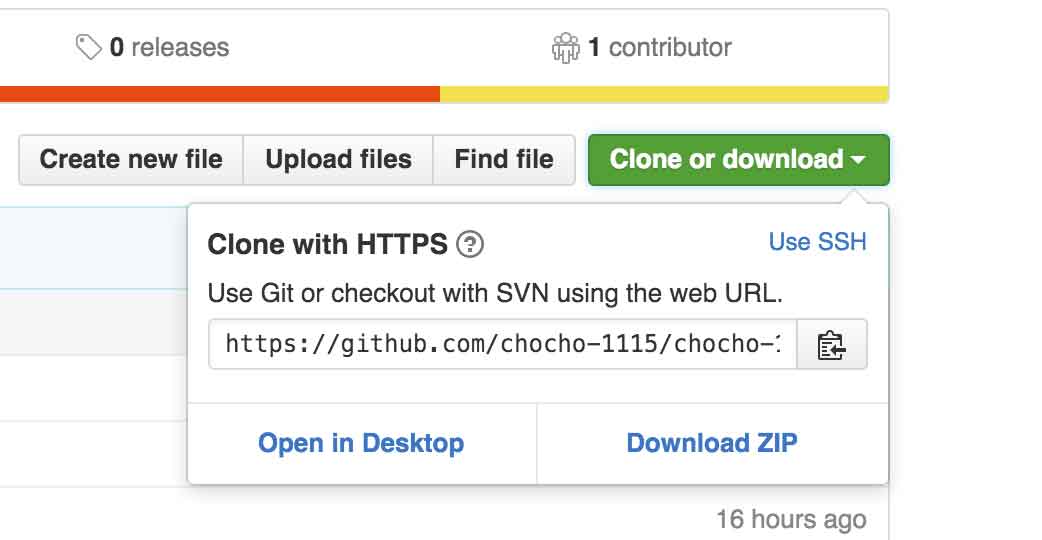 0 releases
1 contributor
Create new file
Upload files
Find file
Clone or download
Clone with HTTPS
Use SSH
Use Git or checkout with SVN using the web URL.
https://github.com/chocho-1115/chocho-
Open in Desktop
Download ZIP
16 hours ago